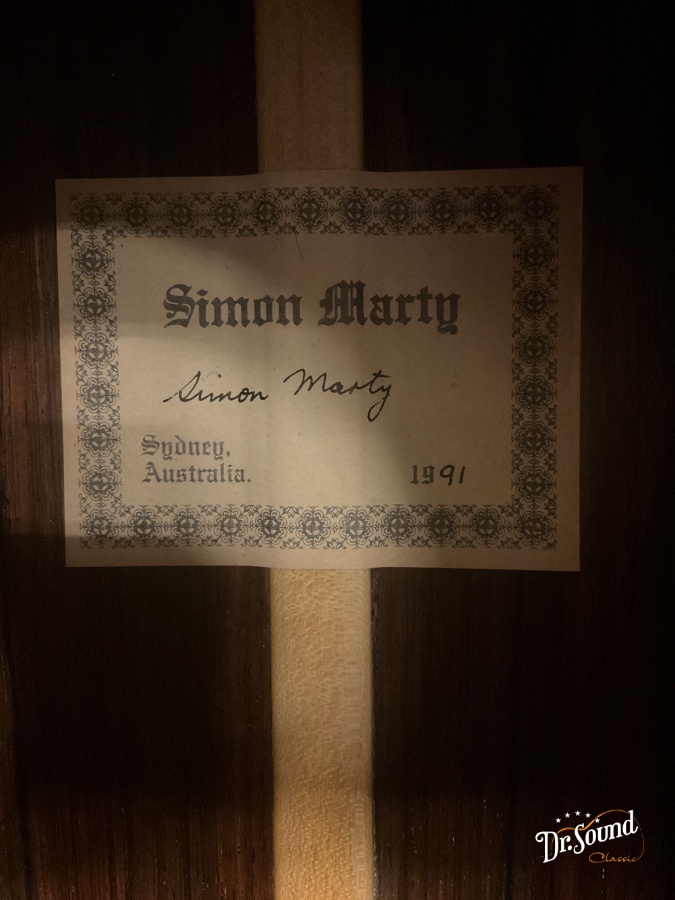 Simon Marty
Simon Marty
Sydney,
Australia.
1991
Dr. Sound
Classic